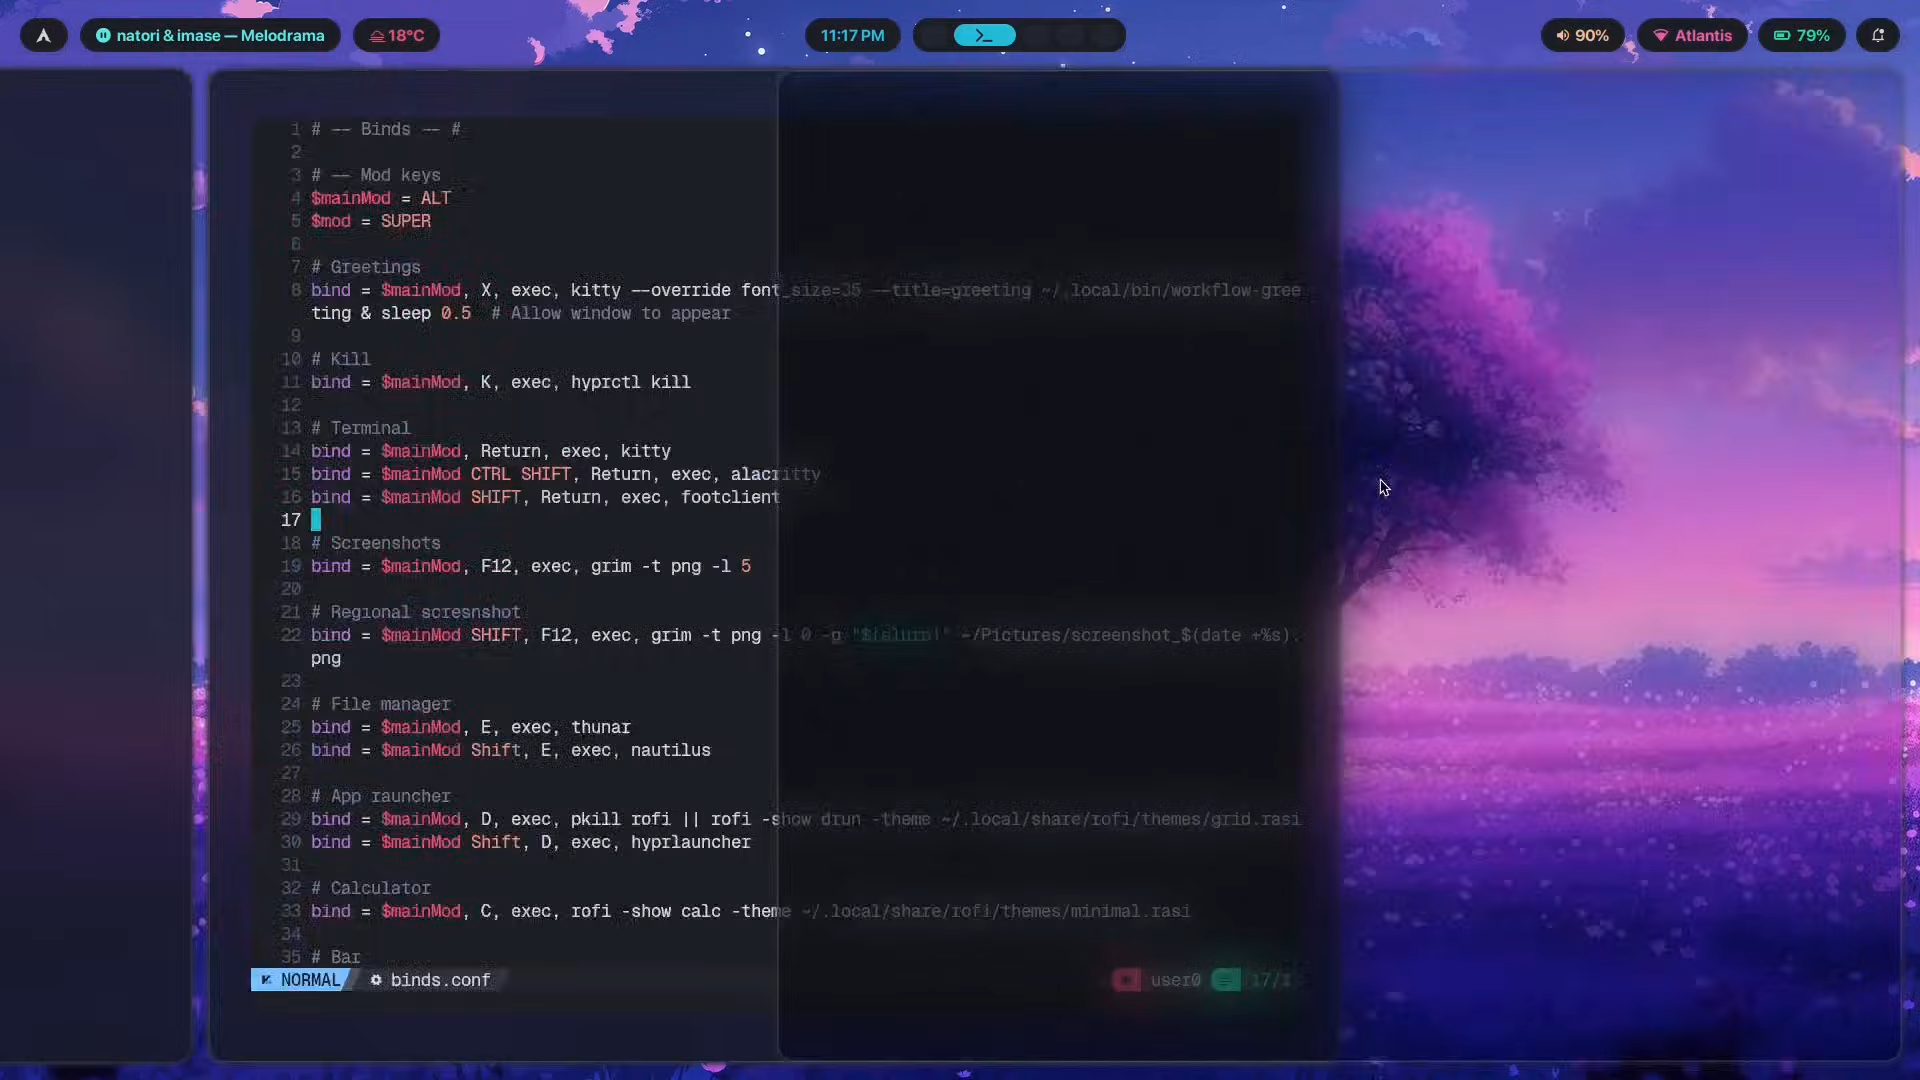 natori & imase — Melodrama
18°C
11:17 PM
90%
Atlantis
79%
1 # -- Binds -- #
2
3 # -- Mod keys
4 $mainMod = ALT
5 $mod = SUPER
6
7 # Greetings
8 bind = $mainMod, X, exec, kitty --override font_size=35 --title=greeting ~/.local/bin/workflow-gree
ting & sleep 0.5 # Allow window to appear
9
10 # Kill
11 bind = $mainMod, K, exec, hyprctl kill
12
13 # Terminal
14 bind = $mainMod, Return, exec, kitty
15 bind = $mainMod CTRL SHIFT, Return, exec, alacritty
16 bind = $mainMod SHIFT, Return, exec, footclient
17
18 # Screenshots
19 bind = $mainMod, F12, exec, grim -t png -l 5
20
21 # Regional scresnshot
22 bind = $mainMod SHIFT, F12, exec, grim -t png -l 0 -g "$(slurp)" ~/Pictures/screenshot_$(date +%s).
png
23
24 # File manager
25 bind = $mainMod, E, exec, thunar
26 bind = $mainMod Shift, E, exec, nautilus
27
28 # App rauncher
29 bind = $mainMod, D, exec, pkill rofi || rofi -show drun -theme ~/.local/share/rofi/themes/grid.rasi
30 bind = $mainMod Shift, D, exec, hyprlauncher
31
32 # Calculator
33 bind = $mainMod, C, exec, rofi -show calc -theme ~/.local/share/rofi/themes/minimal.rasi
34
35 # Bar
NORMAL binds.conf user0